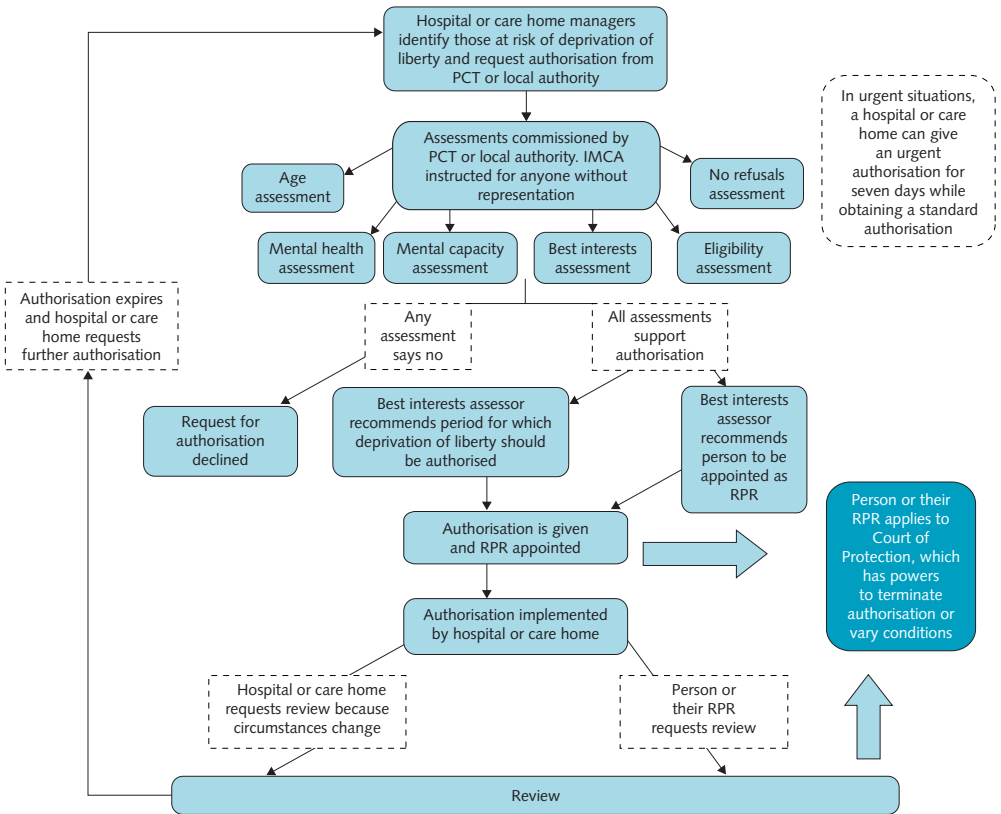 Hospital or care home managers
identify those at risk of deprivation of
liberty and request authorisation from
PCT or local authority
In urgent situations,
a hospital or care
home can give
an urgent
authorisation for
seven days while
obtaining a standard
authorisation
Assessments commissioned by
PCT or local authority. IMCA
instructed for anyone without
representation
Age
assessment
No refusals
assessment
Mental health
assessment
Mental capacity
assessment
Best interests
assessment
Eligibility
assessment
Authorisation expires
and hospital or care
home requests
further authorisation
Any
assessment
says no
All assessments
support
authorisation
Request for
authorisation
declined
Best interests assessor
recommends period for which
deprivation of liberty should
be authorised
Best interests
assessor
recommends
person to be
appointed as
RPR
Authorisation is given
and RPR appointed
Person or their
RPR applies to
Court of
Protection, which
has powers
to terminate
authorisation or
vary conditions
Authorisation implemented
by hospital or care home
Hospital or care home
requests review because
circumstances change
Person or
their RPR
requests review
Review